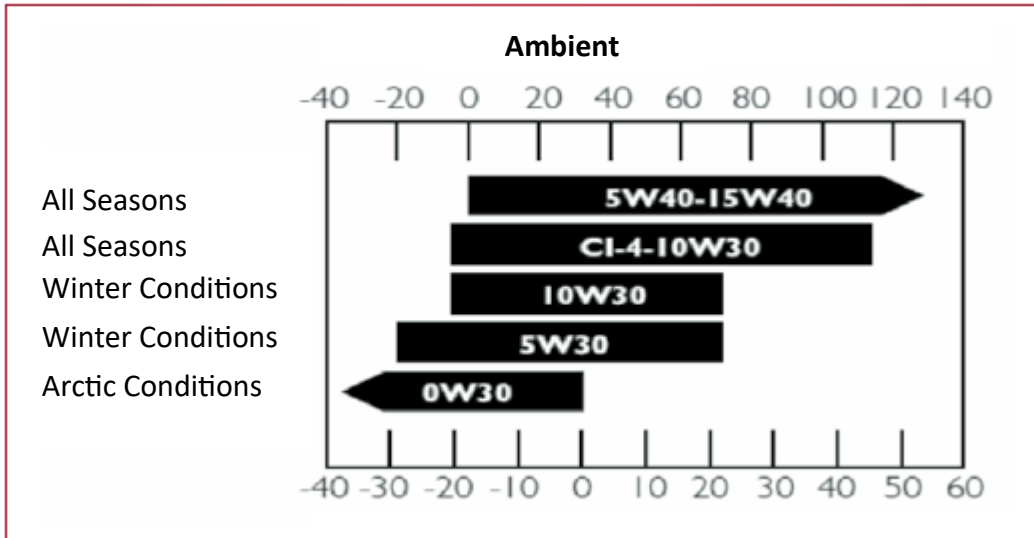 Ambient
-40 -20 0 20 40 60 80 100 120 140
All Seasons 5W40-15W40
All Seasons CI-4-10W30
Winter Conditions 10W30
Winter Conditions 5W30
Arctic Conditions 0W30
-40 -30 -20 -10 0 10 20 30 40 50 60